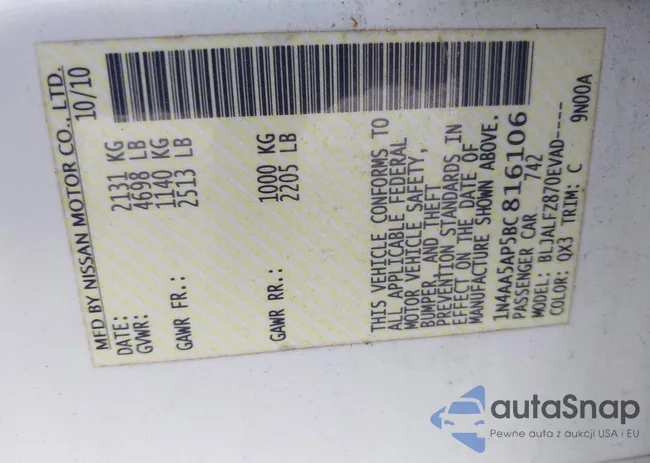 MFD BY NISSAN MOTOR CO., LTD.
DATE: 10/10
GVWR: 2131 KG
4698 LB
GAWR FR.: 1140 KG
2513 LB
GAWR RR.: 1000 KG
2205 LB
THIS VEHICLE CONFORMS TO
ALL APPLICABLE FEDERAL
MOTOR VEHICLE SAFETY,
BUMPER, AND THEFT
PREVENTION STANDARDS IN
EFFECT ON THE DATE OF
MANUFACTURE SHOWN ABOVE.
1N4AA5AP5BC816106
PASSENGER CAR 742
MODEL: BLJALFZ870EVAD----
COLOR: QX3 TRIM: C 9N00A
autaSnap
Pewne auta z aukcji USA i EU